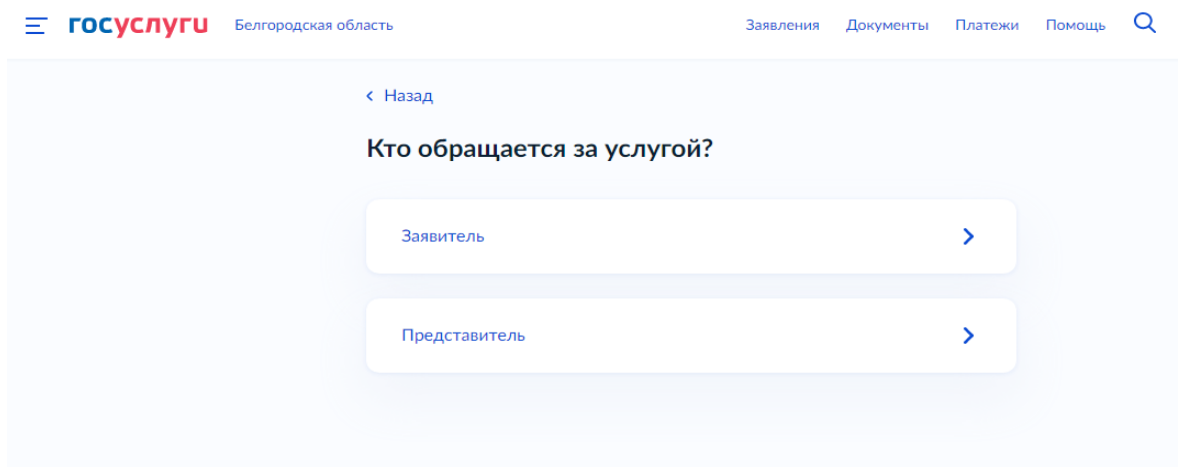 госуслуги Белгородская область Заявления Документы Платежи Помощь
Назад
Кто обращается за услугой?
Заявитель
Представитель